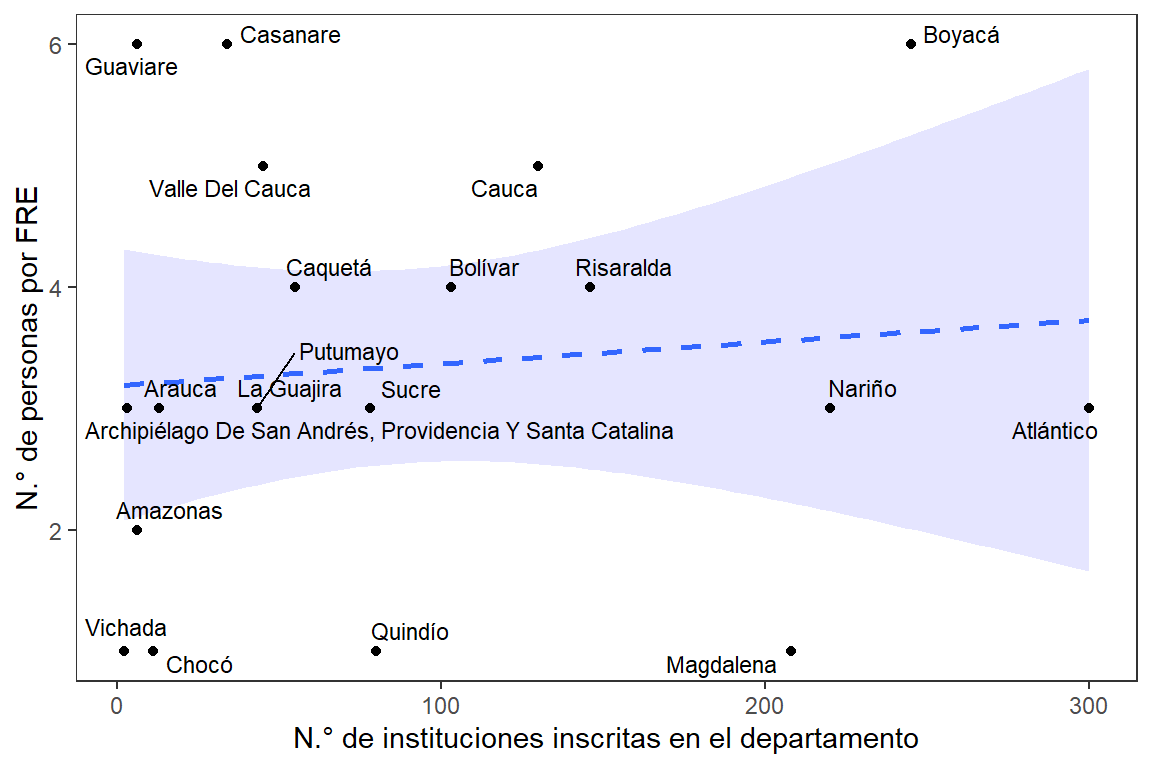 6
Casanare
Boyacá
Guaviare
Valle Del Cauca
Cauca
Caquetá
Bolívar
Risaralda
4
Putumayo
Arauca
La Guajira
Sucre
Nariño
Archipiélago De San Andrés, Providencia Y Santa Catalina
Atlántico
Amazonas
2
Vichada
Quindío
Chocó
Magdalena
0
100
200
300
N.° de instituciones inscritas en el departamento
N.° de personas por FRE